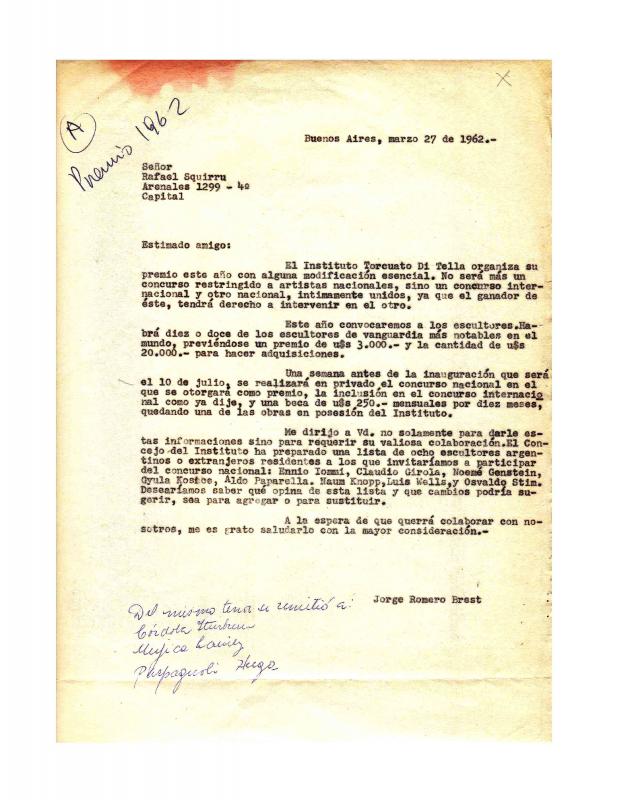 X
A
Premio 1962
Buenos Aires, marzo 27 de 1962.-
Señor
Rafael Squirru
Arenales 1299 - 4º
Capital
Estimado amigo:
El Instituto Torcuato Di Tella organiza su
premio este año con alguna modificación esencial. No será más un
concurso restringido a artistas nacionales, sino un concurso inter-
nacional y otro nacional, íntimamente unidos, ya que el ganador de
éste, tendrá derecho a intervenir en el otro.
Este año convocaremos a los escultores.Ha-
brá diez o doce de los escultores de vanguardia más notables en el
mundo, previéndose un premio de u$s 3.000.- y la cantidad de u$s
20.000.- para hacer adquisiciones.
Una semana antes de la inauguración que será
el 10 de julio, se realizará en privado el concurso nacional en el
que se otorgará como premio, la inclusión en el concurso internacio
nal como ya dije, y una beca de u$s 250.- mensuales por diez meses,
quedando una de las obras en posesión del Instituto.
Me dirijo a Vd. no solamente para darle es-
tas informaciones sino para requerir su valiosa colaboración.El Con-
cejo del Instituto ha preparado una lista de ocho escultores argen-
tinos o extranjeros residentes a los que invitaríamos a participar
del concurso nacional: Ennio Iommi, Claudio Girola, Noemé Genstein,
Gyula Kosice, Aldo Paparella. Naum Knopp,Luis Wells,y Osvaldo Stim.
Desearíamos saber qué opina de esta lista y que cambios podría su-
gerir, sea para agregar o para sustituir.
A la espera de que querrá colaborar con no-
sotros, me es grato saludarlo con la mayor consideración.-
Jorge Romero Brest
Del mismo tenor se remitió a:
Córdova Iturburu
Mujica Lainez
Parpagnoli Hugo